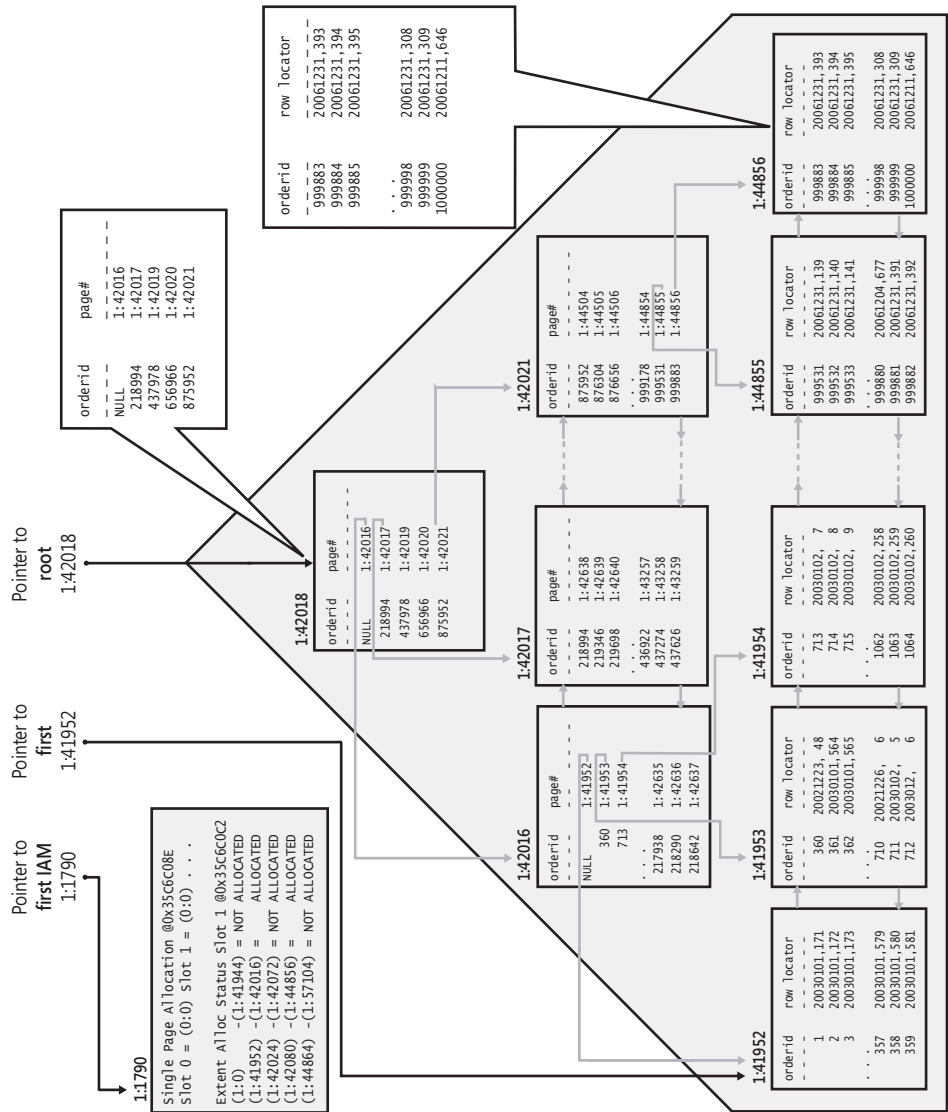 Pointer to
first IAM
1:1790
Pointer to
first
1:41952
Pointer to
root
1:42018
1:1790
Single Page Allocation @0x35C6C08E
Slot 0 = (0:0) Slot 1 = (0:0) . . .
Extent Alloc Status Slot 1 @0x35C6C0C2
(1:0) -(1:41944) = NOT ALLOCATED
(1:41952) -(1:42016) = ALLOCATED
(1:42024) -(1:42072) = NOT ALLOCATED
(1:42080) -(1:44856) = ALLOCATED
(1:44864) -(1:57104) = NOT ALLOCATED
orderid page#
NULL 1:42016
218994 1:42017
437978 1:42019
656966 1:42020
875952 1:42021
orderid row locator
999883 20061231,393
999884 20061231,394
999885 20061231,395
. . .
999998 20061231,308
999999 20061231,309
1000000 20061211,646
1:42018
orderid page#
NULL 1:42016
218994 1:42017
437978 1:42019
656966 1:42020
875952 1:42021
1:42016
orderid page#
NULL 1:41952
360 1:41953
713 1:41954
. . .
217938 1:42635
218290 1:42636
218642 1:42637
1:42017
orderid page#
218994 1:42638
219346 1:42639
219698 1:42640
. . .
436922 1:43257
437274 1:43258
437626 1:43259
1:42021
orderid page#
875952 1:44504
876304 1:44505
876656 1:44506
. . .
999178 1:44854
999531 1:44855
999883 1:44856
1:41952
orderid row locator
1 20030101,171
2 20030101,172
3 20030101,173
. . .
357 20030101,579
358 20030101,580
359 20030101,581
1:41953
orderid row locator
360 20021223, 48
361 20030101,564
362 20030101,565
. . .
710 20021226, 6
711 20030102, 5
712 2003012, 6
1:41954
orderid row locator
713 20030102, 7
714 20030102, 8
715 20030102, 9
. . .
1062 20030102,258
1063 20030102,259
1064 20030102,260
1:44855
orderid row locator
999531 20061231,139
999532 20061231,140
999533 20061231,141
. . .
999880 20061204,677
999881 20061231,391
999882 20061231,392
1:44856
orderid row locator
999883 20061231,393
999884 20061231,394
999885 20061231,395
. . .
999998 20061231,308
999999 20061231,309
1000000 20061211,646